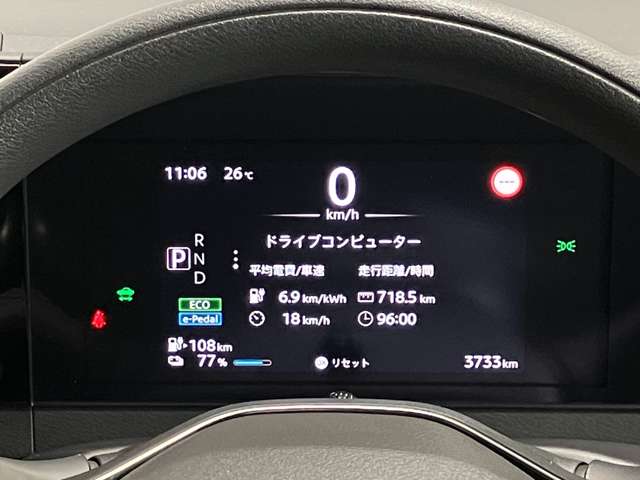 11:06 26℃
0
km/h
ドライブコンピューター
R
P N
D
平均電費/車速 走行距離/時間
6.9 km/kWh 718.5 km
18 km/h 96:00
ECO
e-Pedal
108 km
77 %
リセット
3733 km